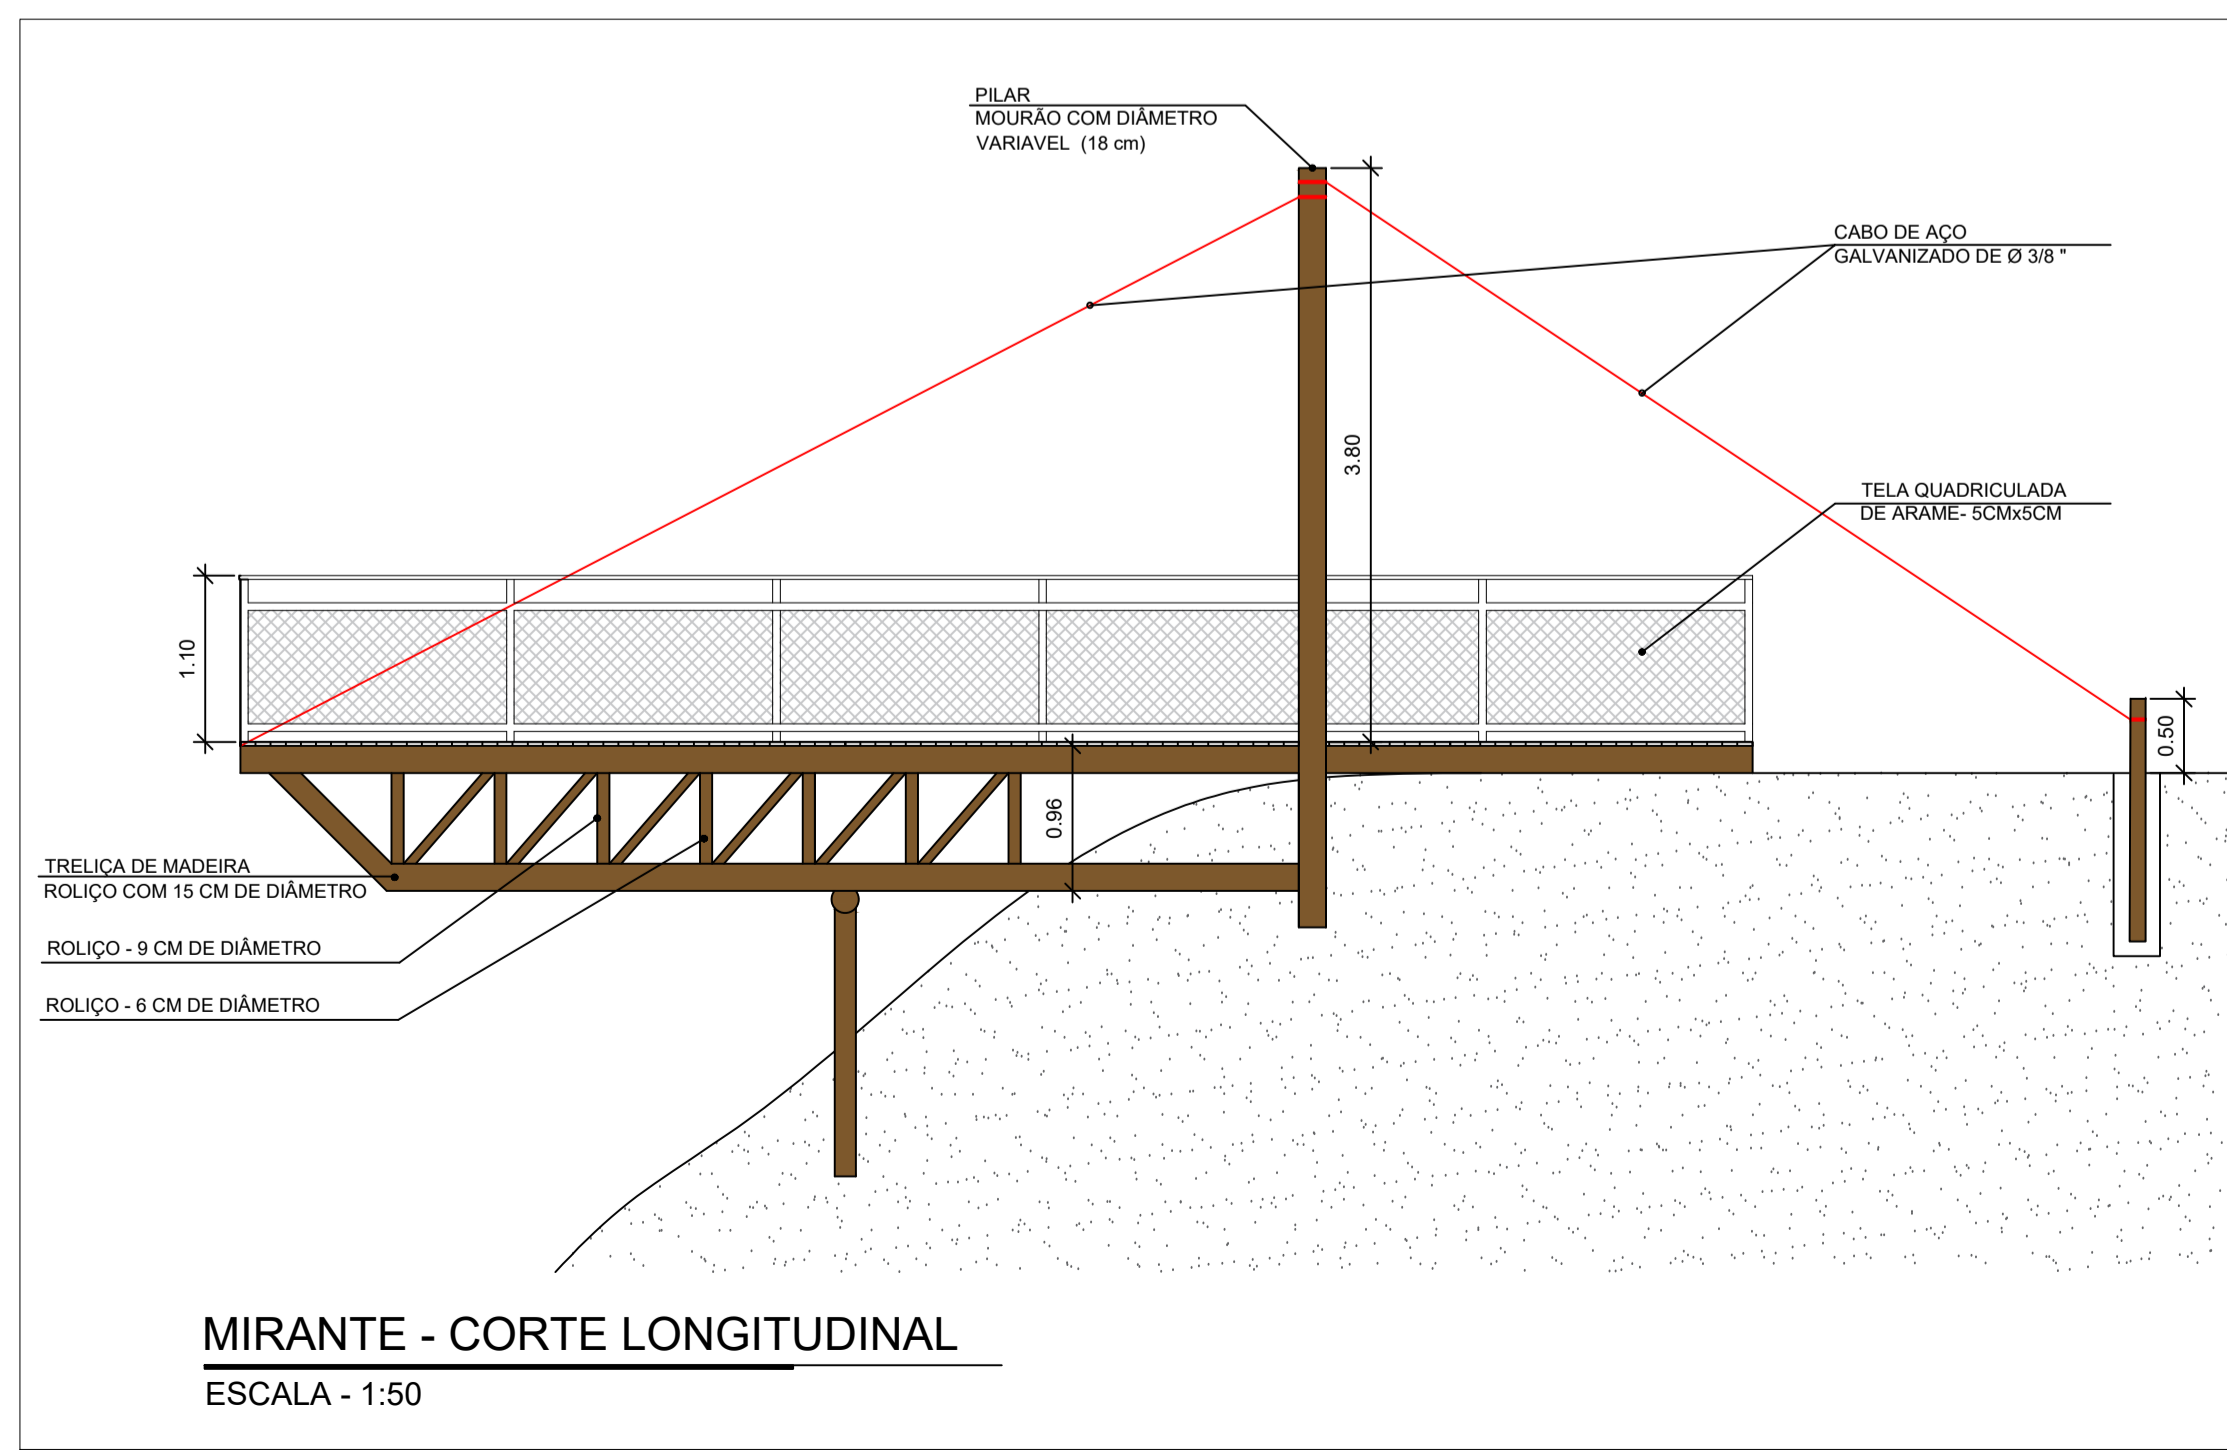 PILAR
MOURÃO COM DIÂMETRO
VARIAVEL (18 cm)
CABO DE AÇO
GALVANIZADO DE Ø 3/8 "
3.80
TELA QUADRICULADA
DE ARAME- 5CMx5CM
1.10
0.50
0.96
TRELIÇA DE MADEIRA
ROLIÇO COM 15 CM DE DIÂMETRO
ROLIÇO - 9 CM DE DIÂMETRO
ROLIÇO - 6 CM DE DIÂMETRO
MIRANTE - CORTE LONGITUDINAL
ESCALA - 1:50